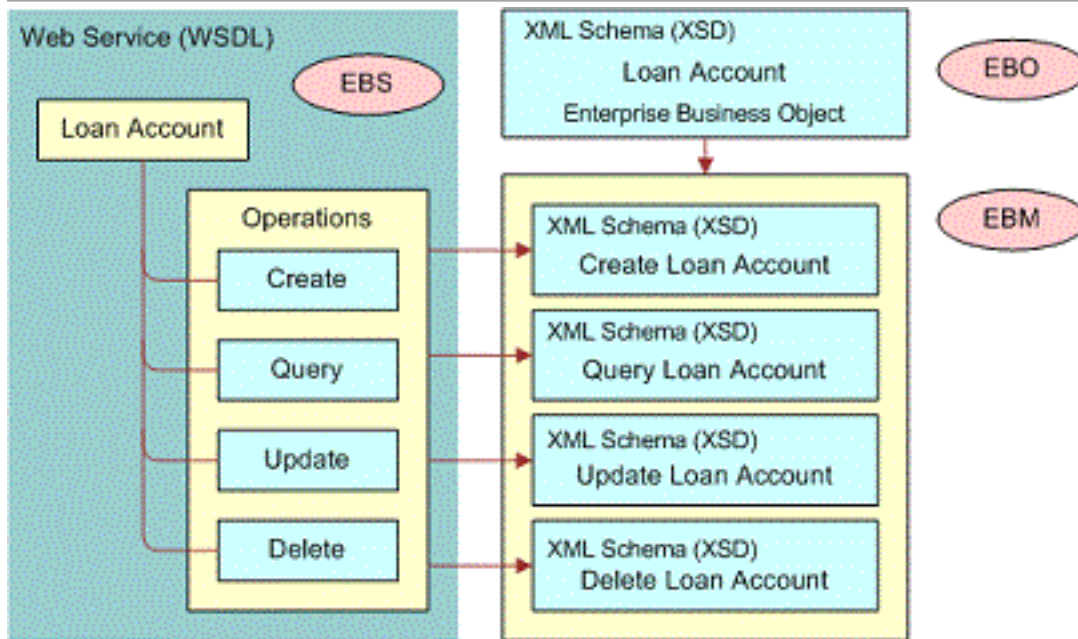 Web Service (WSDL)
EBS
Loan Account
Operations
Create
Query
Update
Delete
XML Schema (XSD)
Loan Account
Enterprise Business Object
EBO
EBM
XML Schema (XSD)
Create Loan Account
XML Schema (XSD)
Query Loan Account
XML Schema (XSD)
Update Loan Account
XML Schema (XSD)
Delete Loan Account